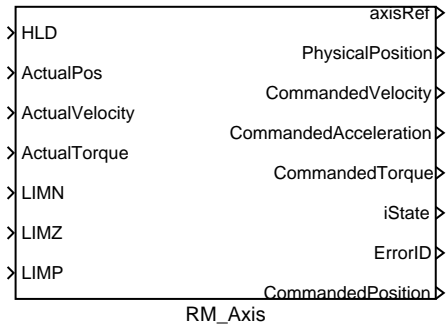 axisRef
HLD
PhysicalPosition
ActualPos
CommandedVelocity
ActualVelocity
CommandedAcceleration
ActualTorque
CommandedTorque
LIMN
iState
LIMZ
ErrorID
LIMP
CommandedPosition
RM_Axis